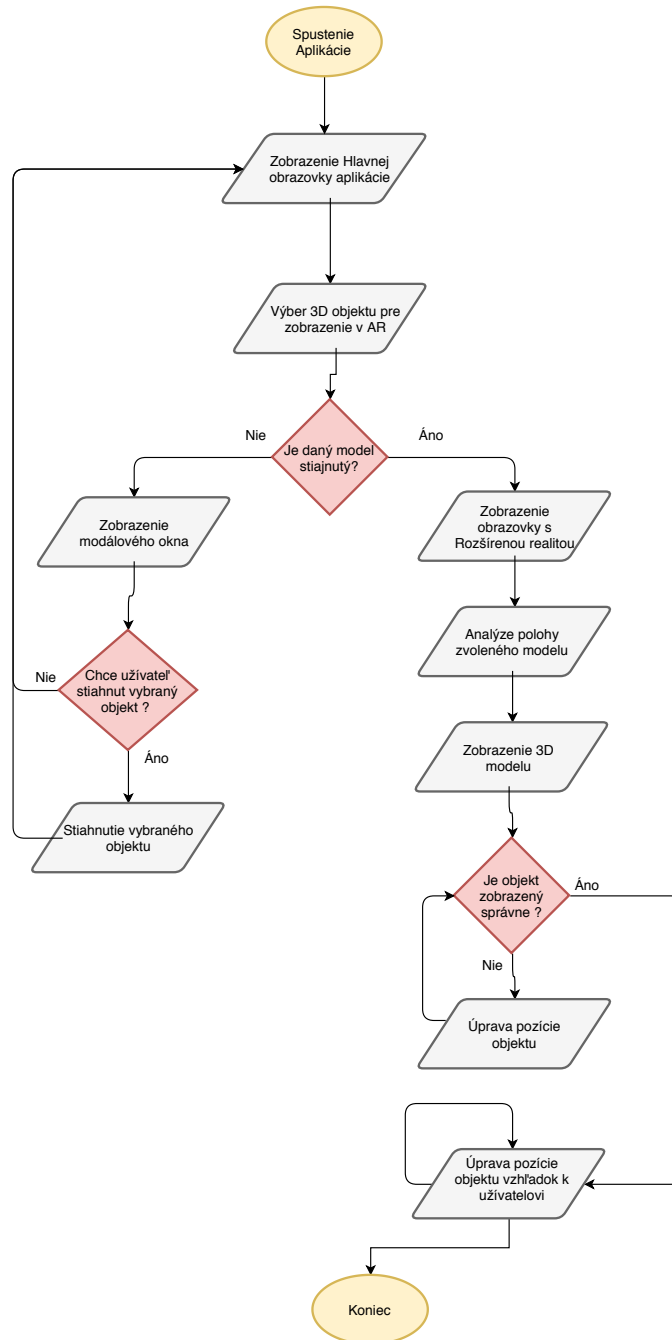 Spustenie
Aplikácie
Zobrazenie Hlavnej
obrazovky aplikácie
Výber 3D objektu pre
zobrazenie v AR
Nie
Áno
Je daný model
stiajnutý?
Zobrazenie
modálového okna
Zobrazenie
obrazovky s
Rozšírenou realitou
Analýze polohy
zvoleného modelu
Nie
Chce užívateľ
stiahnut vybraný
objekt ?
Áno
Zobrazenie 3D
modelu
Stiahnutie vybraného
objektu
Je objekt
zobrazený
správne ?
Áno
Nie
Úprava pozície
objektu
Úprava pozície
objektu vzhľadok k
užívatelovi
Koniec